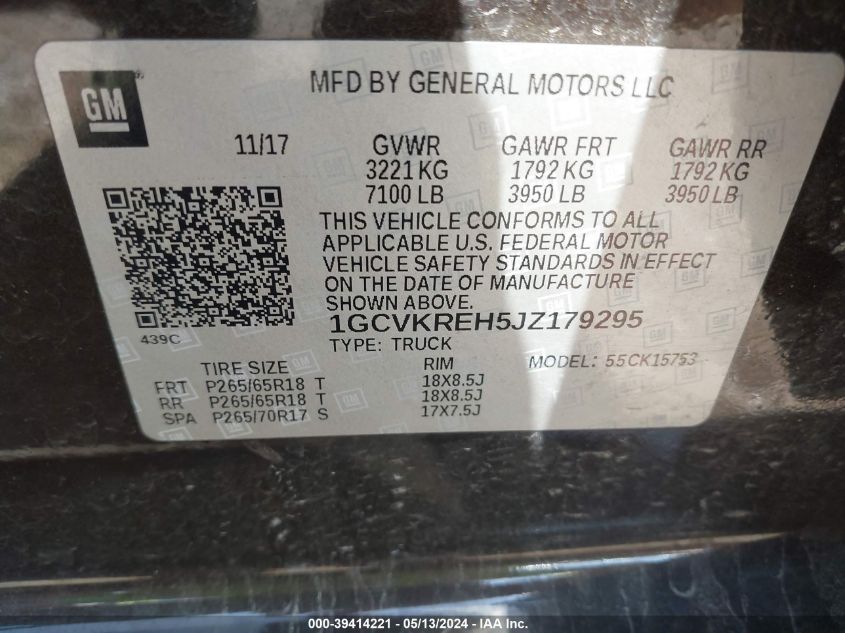 GM
MFD BY GENERAL MOTORS LLC
11/17 GVWR GAWR FRT GAWR RR
3221 KG 1792 KG 1792 KG
7100 LB 3950 LB 3950 LB
THIS VEHICLE CONFORMS TO ALL
APPLICABLE U.S. FEDERAL MOTOR
VEHICLE SAFETY STANDARDS IN EFFECT
ON THE DATE OF MANUFACTURE
SHOWN ABOVE.
439C
1GCVKREH5JZ179295
TYPE: TRUCK
TIRE SIZE RIM MODEL: 55CK15753
FRT P265/65R18 T 18X8.5J
RR P265/65R18 T 18X8.5J
SPA P265/70R17 S 17X7.5J
000-39414221 - 05/13/2024 - IAA Inc.